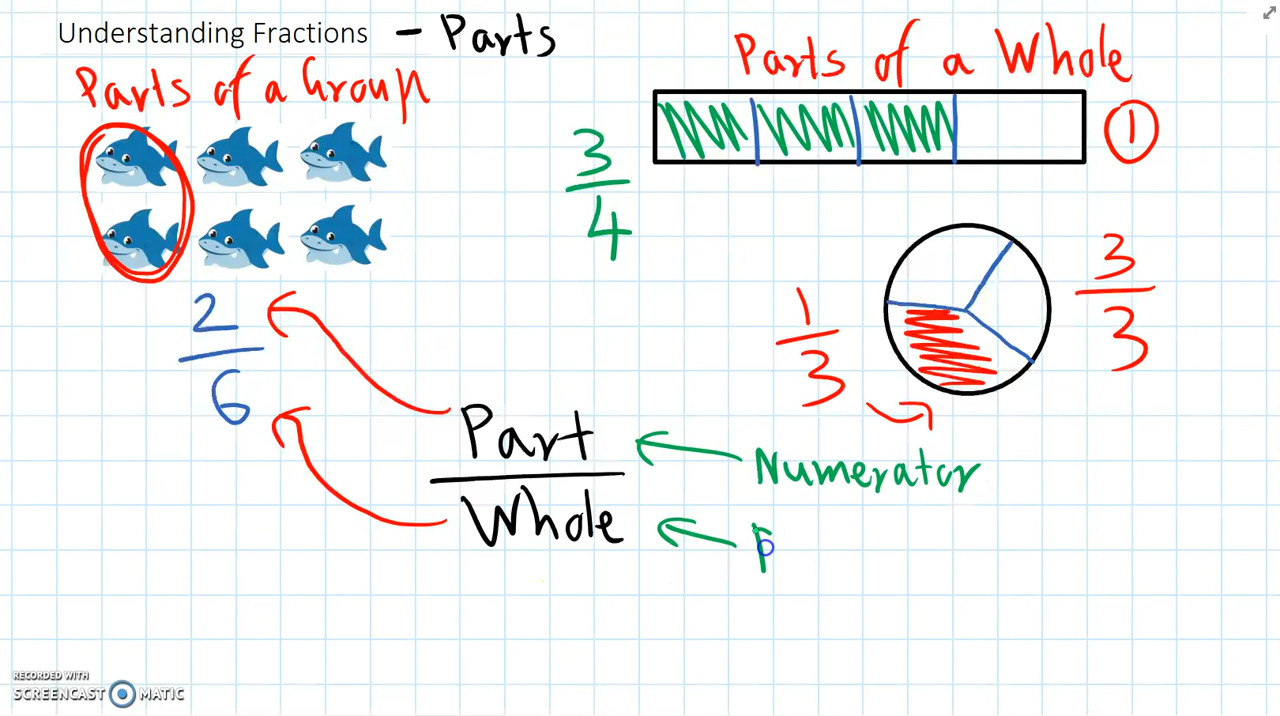 Understanding Fractions - Parts
Parts of a Group
Parts of a Whole
1
3
4
2
6
1
3
3
3
Part
Whole
Numerator
RECORDED WITH
SCREENCAST MATIC